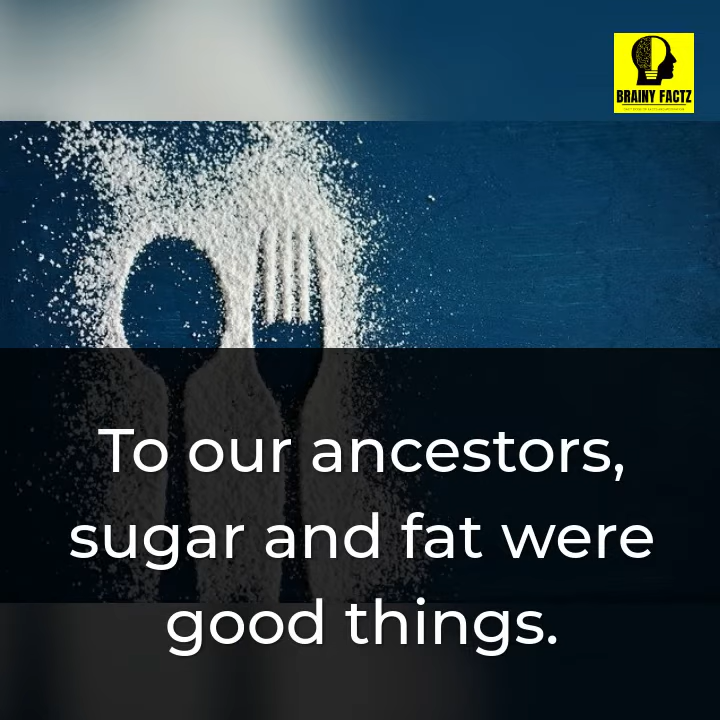 BRAINY FACTZ
To our ancestors,
sugar and fat were
good things.